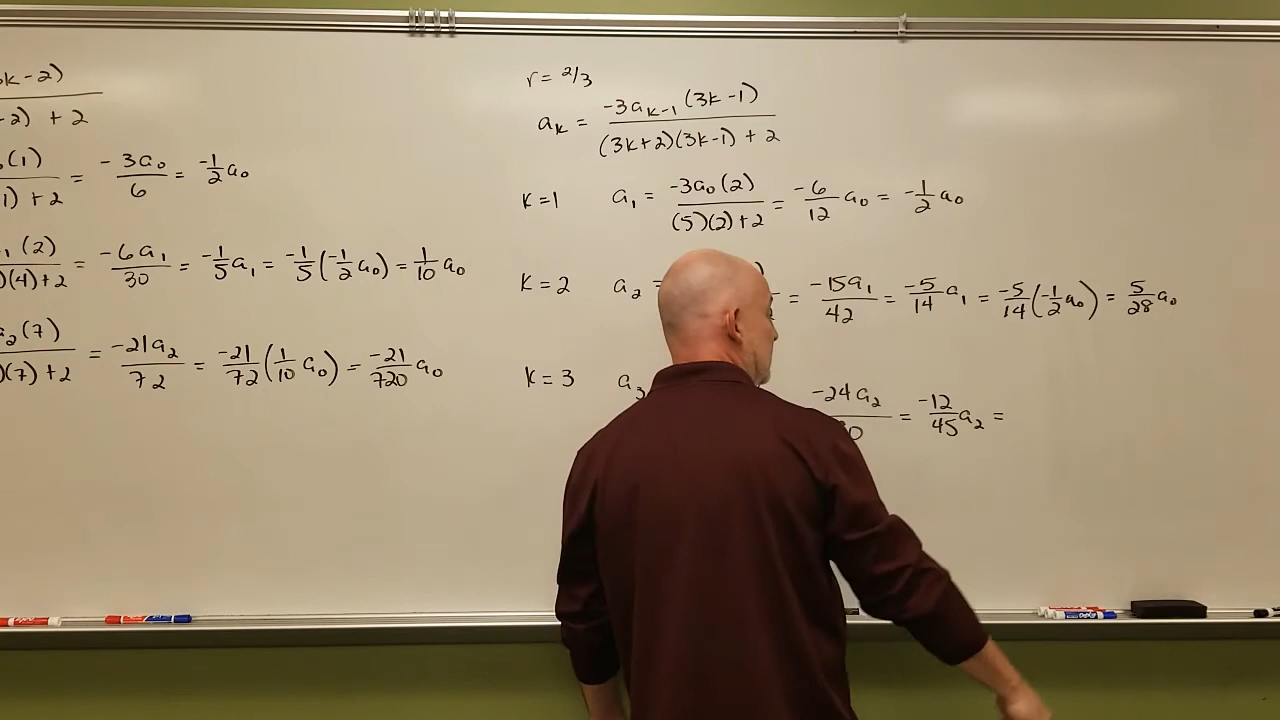 3k-2)
-2) + 2
(1) / 1)+2 = -3a₀/6 = -1/2 a₀
₁(2) / )(4)+2 = -6a₁/30 = -1/5 a₁ = -1/5(-1/2 a₀) = 1/10 a₀
a₂(7) / )(7)+2 = -21a₂/72 = -21/72(1/10 a₀) = -21/720 a₀
r = 2/3
aₖ = -3aₖ₋₁(3k-1) / (3k+2)(3k-1)+2
k=1 a₁ = -3a₀(2) / (5)(2)+2 = -6/12 a₀ = -1/2 a₀
k=2 a₂ = ) = -15a₁/42 = -5/14 a₁ = -5/14(-1/2 a₀) = 5/28 a₀
k=3 a₃ -24a₂/0 = -12/45 a₂ =